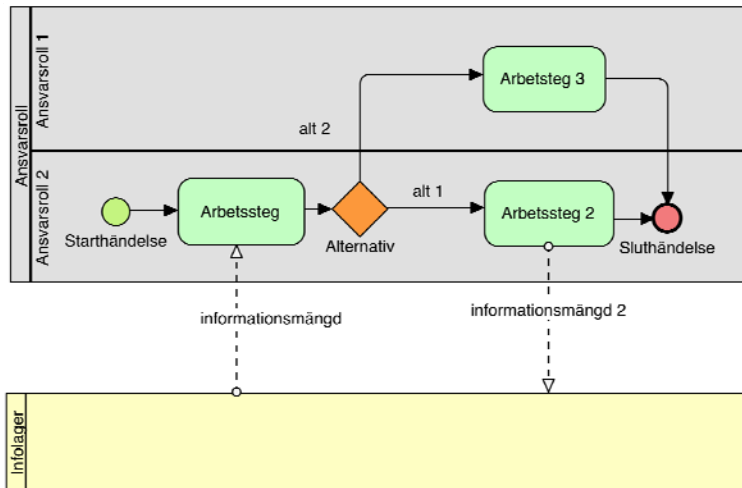 Ansvarsroll
Ansvarsroll 1
Arbetsteg 3
alt 2
Ansvarsroll 2
Starthändelse
Arbetssteg
Alternativ
alt 1
Arbetssteg 2
Sluthändelse
informationsmängd
informationsmängd 2
Infolager